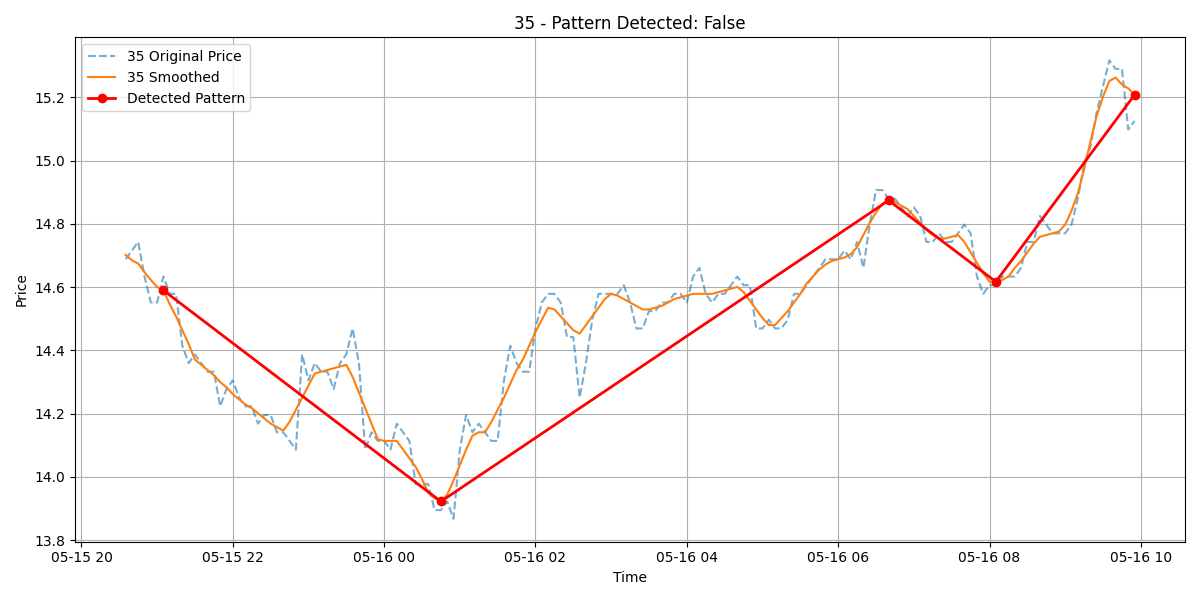 35 - Pattern Detected: False
35 Original Price
35 Smoothed
Detected Pattern
Price
15.2
15.0
14.8
14.6
14.4
14.2
14.0
13.8
05-15 20
05-15 22
05-16 00
05-16 02
05-16 04
05-16 06
05-16 08
05-16 10
Time